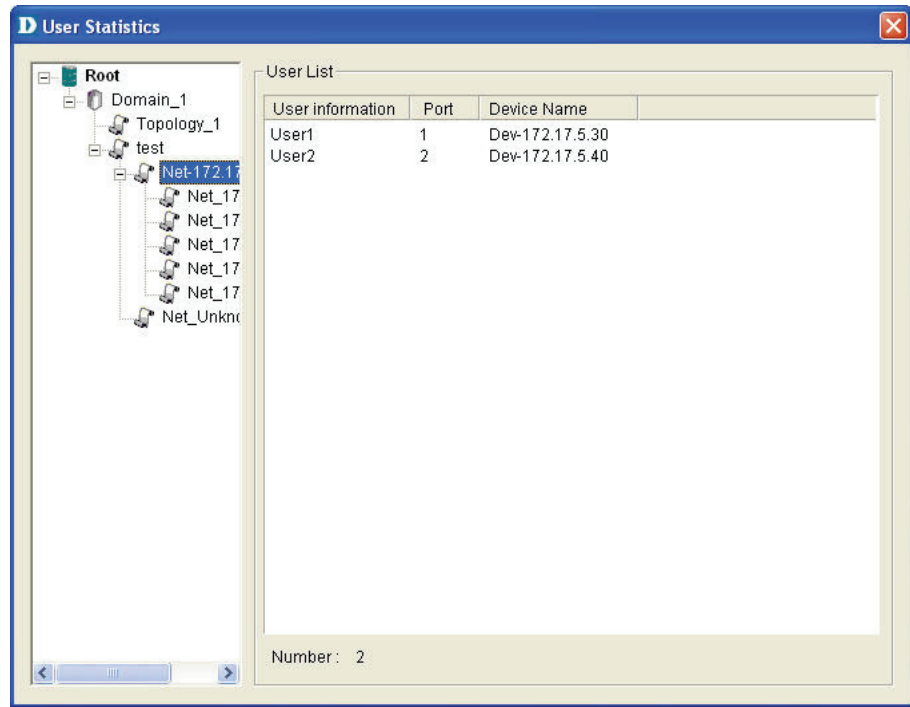 D User Statistics
Root
Domain_1
Topology_1
test
Net-172.17
Net_17
Net_17
Net_17
Net_17
Net_17
Net_Unkn
User List
User information Port Device Name
User1 1 Dev-172.17.5.30
User2 2 Dev-172.17.5.40
Number : 2